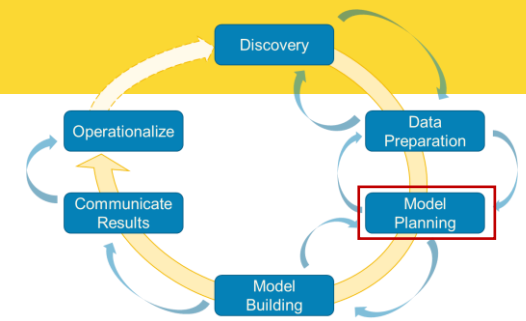 Discovery
Operationalize
Data
Preparation
Communicate
Results
Model
Planning
Model
Building